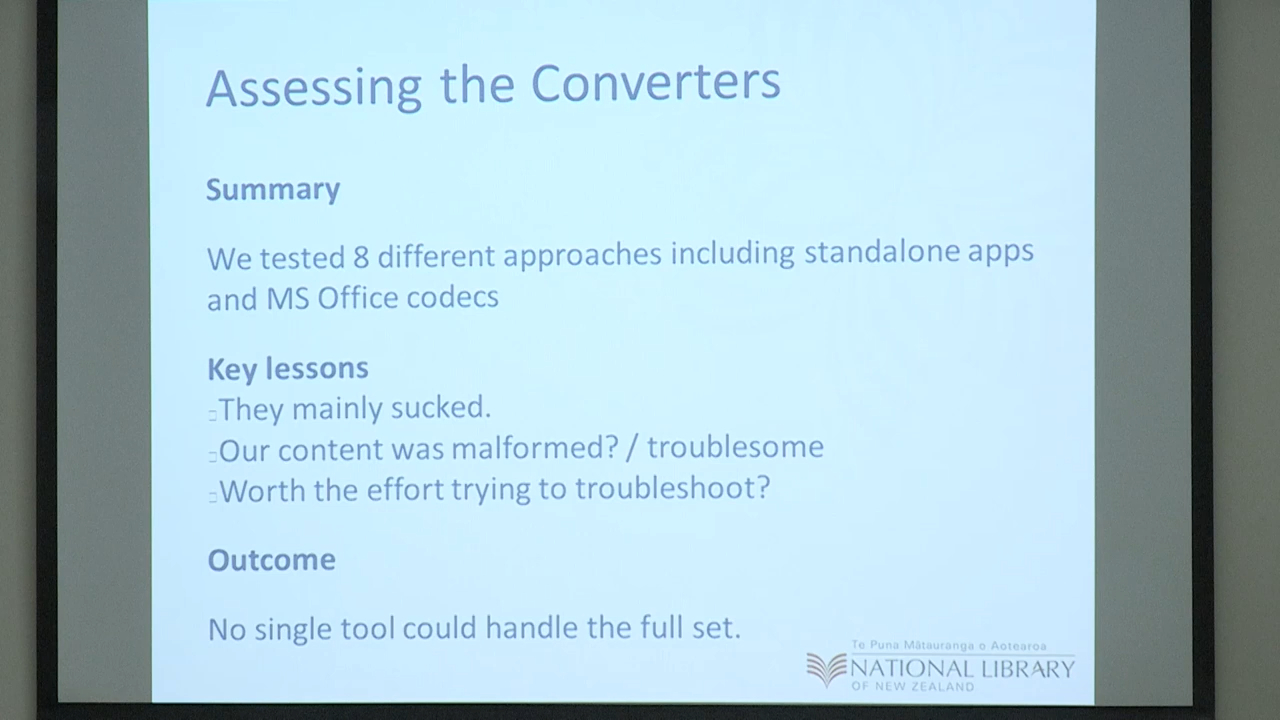 Assessing the Converters
Summary
We tested 8 different approaches including standalone apps
and MS Office codecs
Key lessons
They mainly sucked.
Our content was malformed? / troublesome
Worth the effort trying to troubleshoot?
Outcome
No single tool could handle the full set.
Te Puna Mātauranga o Aotearoa
NATIONAL LIBRARY
OF NEW ZEALAND